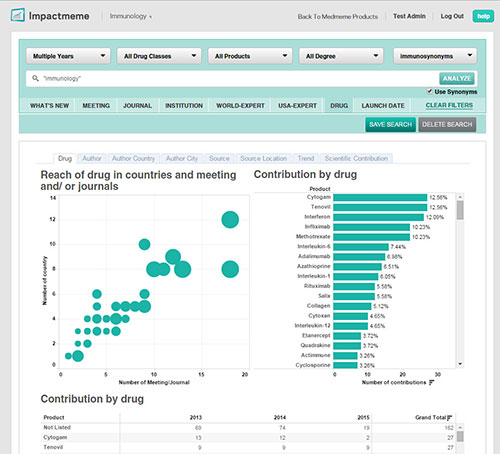 Impactmeme
Immunology
Back To Medmeme Products
Test Admin
Log Out
help
Multiple Years
All Drug Classes
All Products
All Degree
immunosynonyms
"immunology"
ANALYZE
Use Synonyms
WHAT'S NEW
MEETING
JOURNAL
INSTITUTION
WORLD-EXPERT
USA-EXPERT
DRUG
LAUNCH DATE
CLEAR FILTERS
SAVE SEARCH
DELETE SEARCH
Drug
Author
Author Country
Author City
Source
Source Location
Trend
Scientific Contribution
Reach of drug in countries and meeting
and/ or journals
14
12
10
8
6
4
2
0
Number of country
0
5
10
15
20
Number of Meeting/Journal
Contribution by drug
Product
Cytogam 12.56%
Tenovil 12.56%
Interferon 12.09%
Infliximab 10.23%
Methotrexate 10.23%
Interleukin-6 7.44%
Adalimumab 6.98%
Azathioprine 6.51%
Interleukin-1 6.05%
Rituximab 5.58%
Salix 5.58%
Collagen 5.12%
Cytoxan 4.65%
Interleukin-12 4.65%
Etanercept 3.72%
Quadrakine 3.72%
Actimmune 3.26%
Cyclosporine 3.26%
0
10
20
30
Number of contributions
Contribution by drug
Product 2013 2014 2015 Grand Total
Not Listed 69 74 19 162
Cytogam 13 12 2 27
Tenovil 9 9 9 27